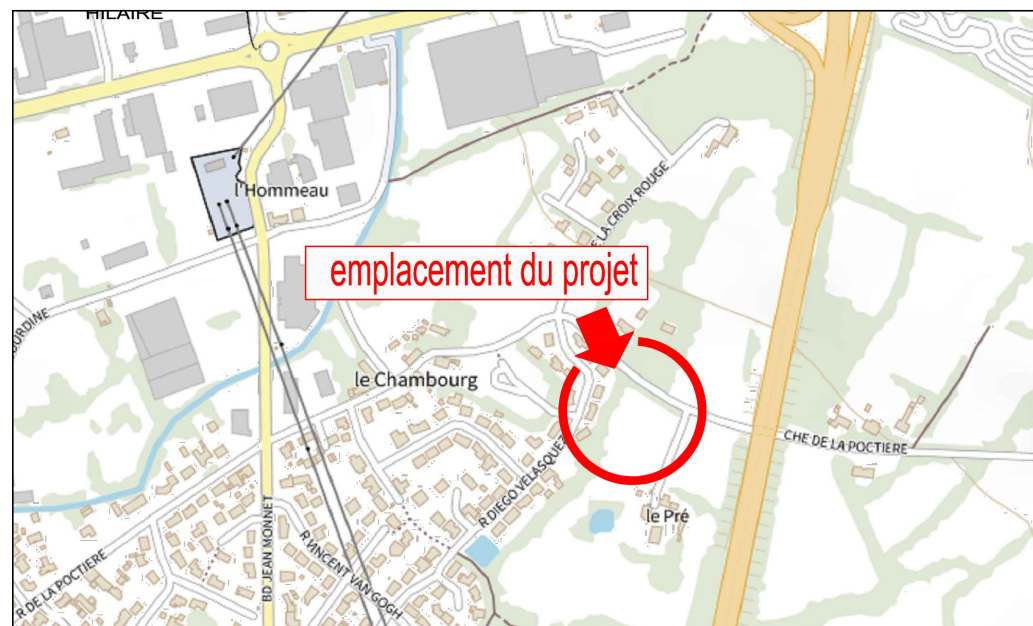 HILAIRE
l'Hommeau
E LA CROIX ROUGE
emplacement du projet
OURDINE
le Chambourg
CHE DE LA POCTIERE
R DIEGO VELASQUEZ
le Pré
BD JEAN MONNET
R VINCENT VAN GOGH
R DE LA POCTIERE